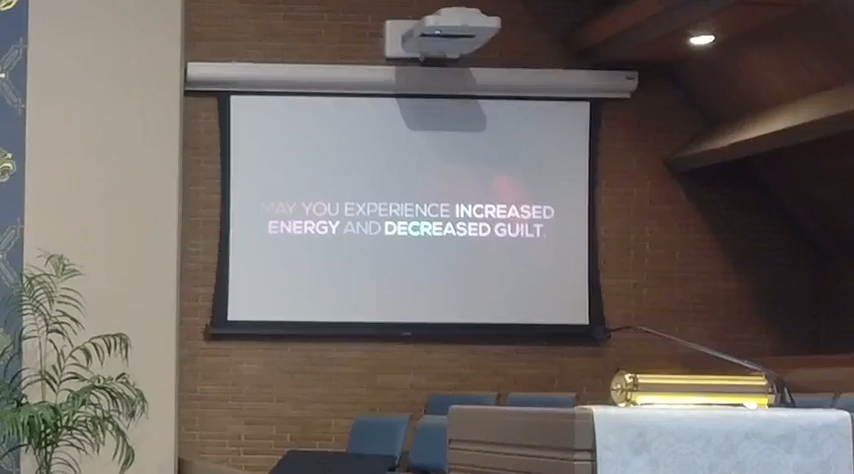 MAY YOU EXPERIENCE INCREASED
ENERGY AND DECREASED GUILT.